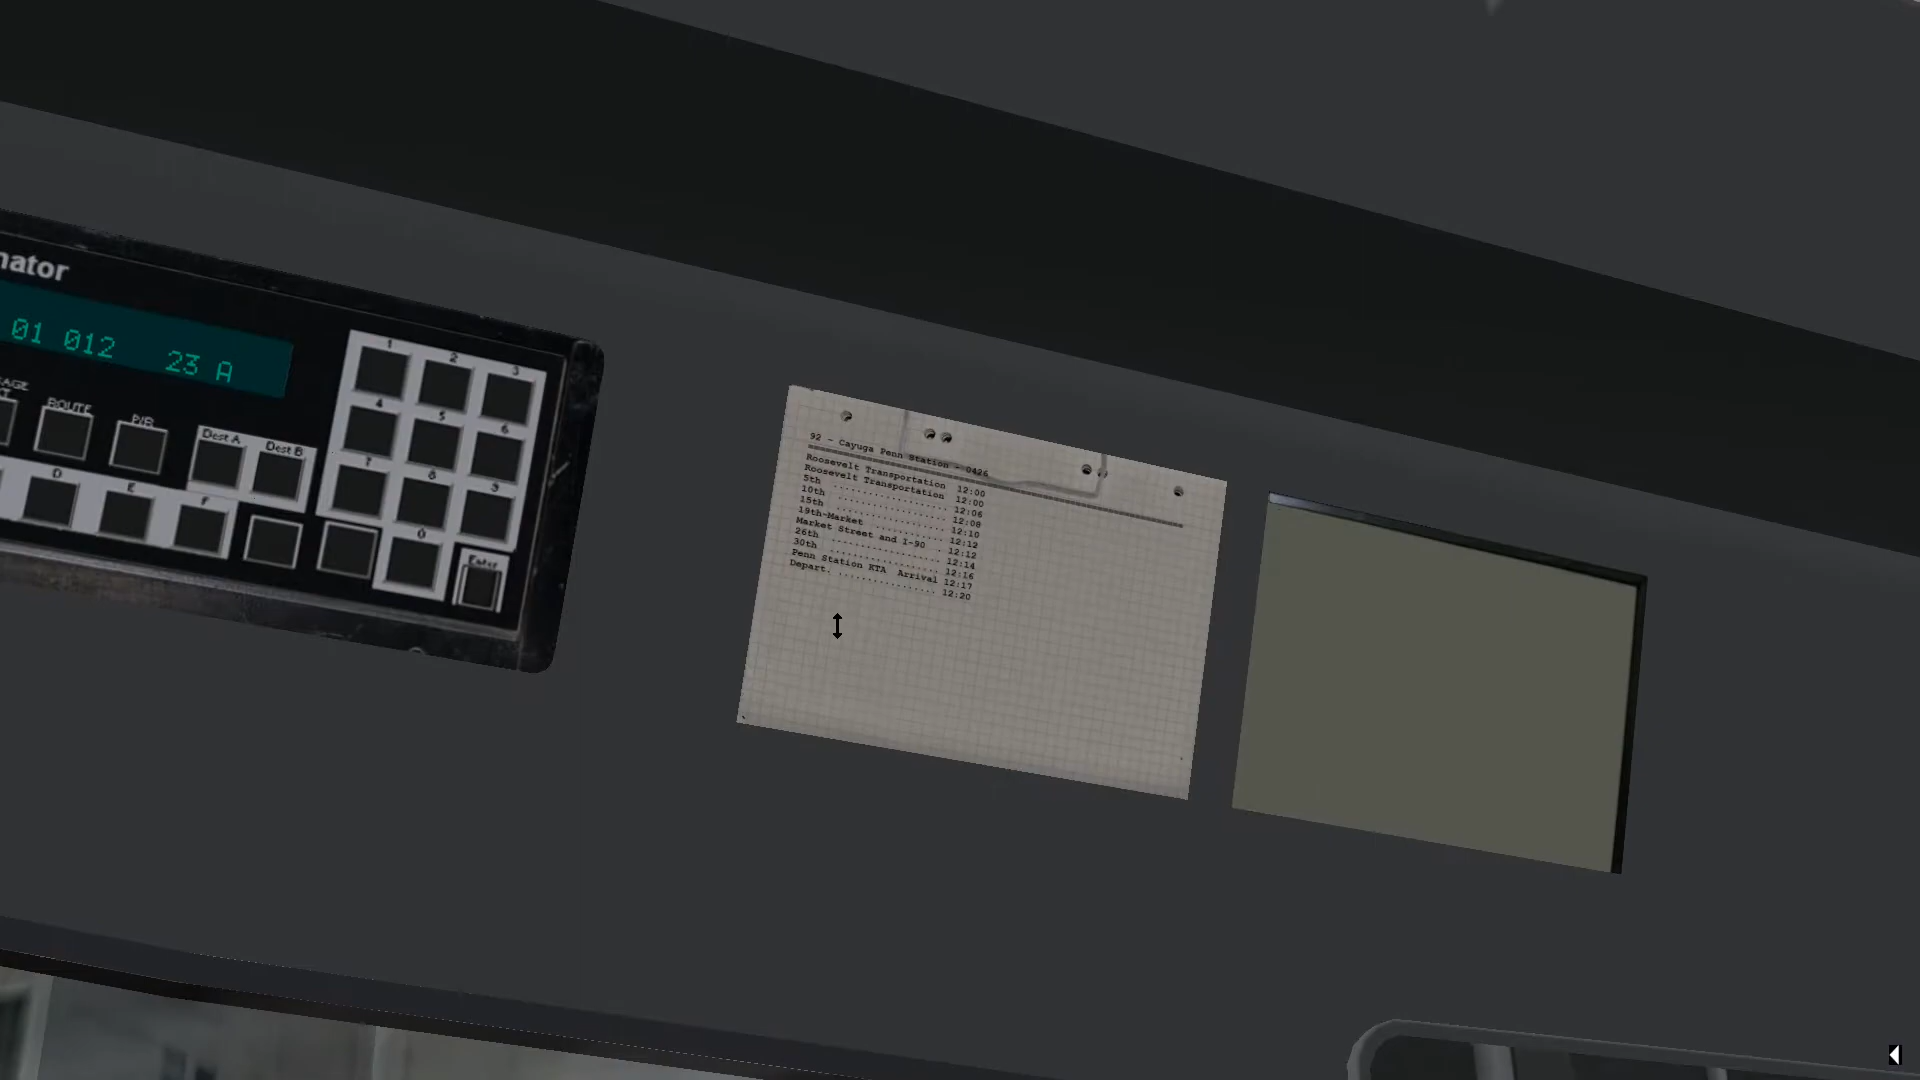 nator
01 012 23 A
ROUTE
P/R
Dest A
Dest B
D
E
F
1
2
3
4
5
6
7
8
9
0
Enter
92 - Cayuga Penn Station - 0426
Roosevelt Transportation 12:00
Roosevelt Transportation 12:00
5th .................... 12:06
10th ................... 12:08
15th ................... 12:10
19th-Market ............ 12:12
Market Street and I-90 . 12:12
26th ................... 12:14
30th ................... 12:16
Penn Station KTA Arrival 12:17
Depart. ................ 12:20